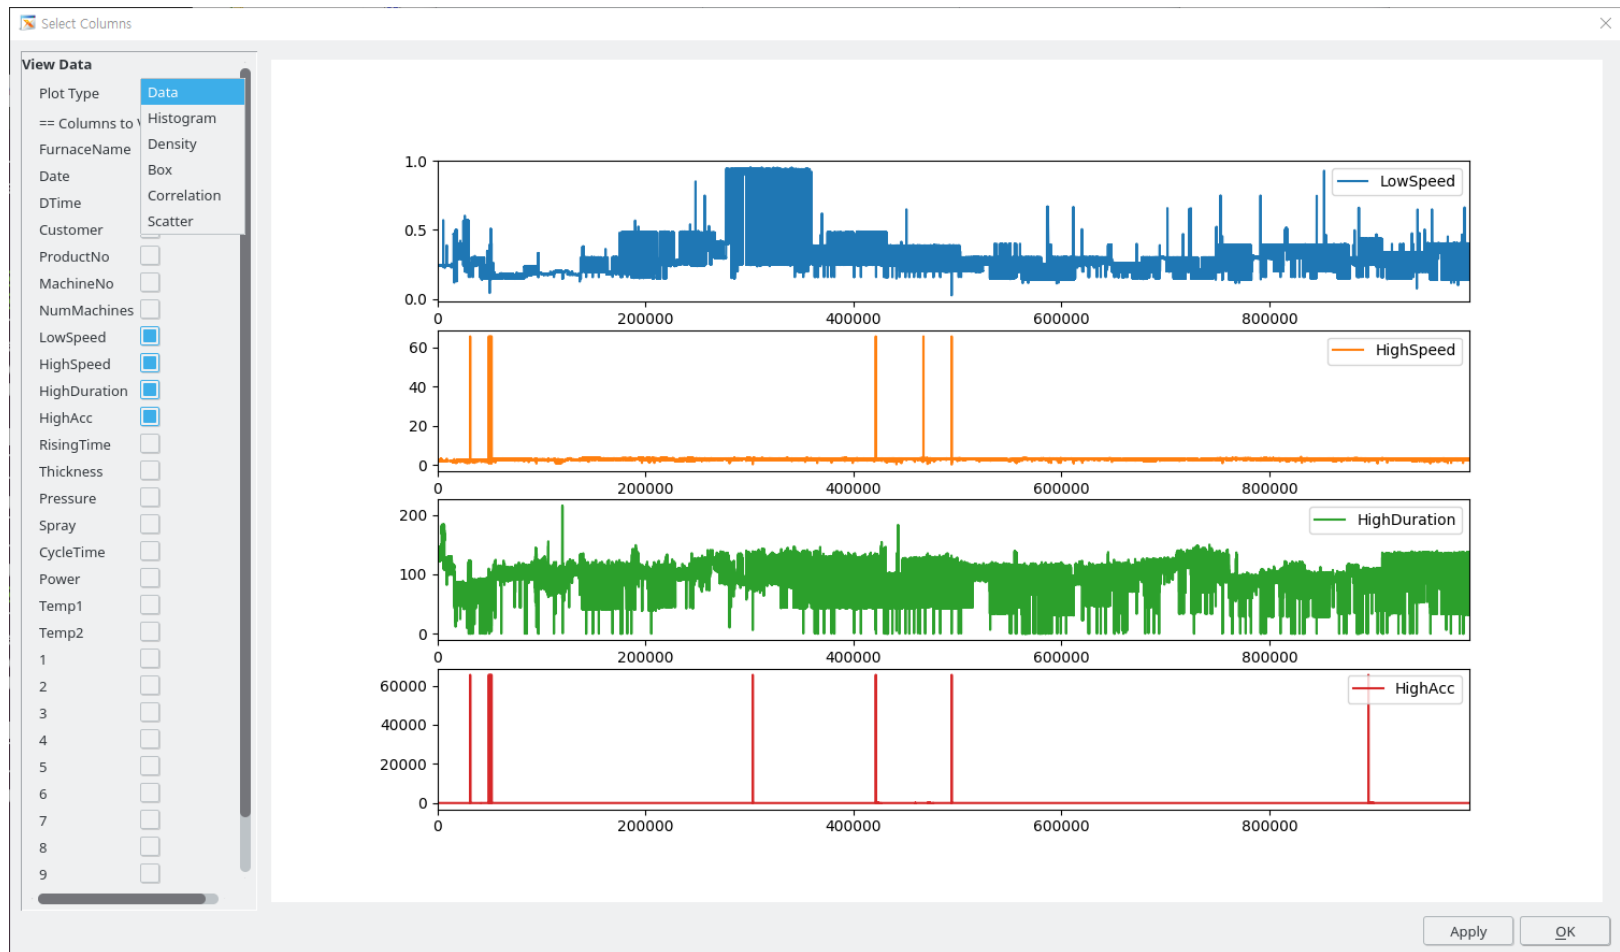 Select Columns
View Data
Plot Type
Data
Histogram
Density
Box
Correlation
Scatter
== Columns to
FurnaceName
Date
DTime
Customer
ProductNo
MachineNo
NumMachines
LowSpeed
HighSpeed
HighDuration
HighAcc
RisingTime
Thickness
Pressure
Spray
CycleTime
Power
Temp1
Temp2
1
2
3
4
5
6
7
8
9
1.0
0.5
0.0
LowSpeed
0 200000 400000 600000 800000
60
40
20
0
HighSpeed
0 200000 400000 600000 800000
200
100
0
HighDuration
0 200000 400000 600000 800000
60000
40000
20000
0
HighAcc
0 200000 400000 600000 800000
Apply OK